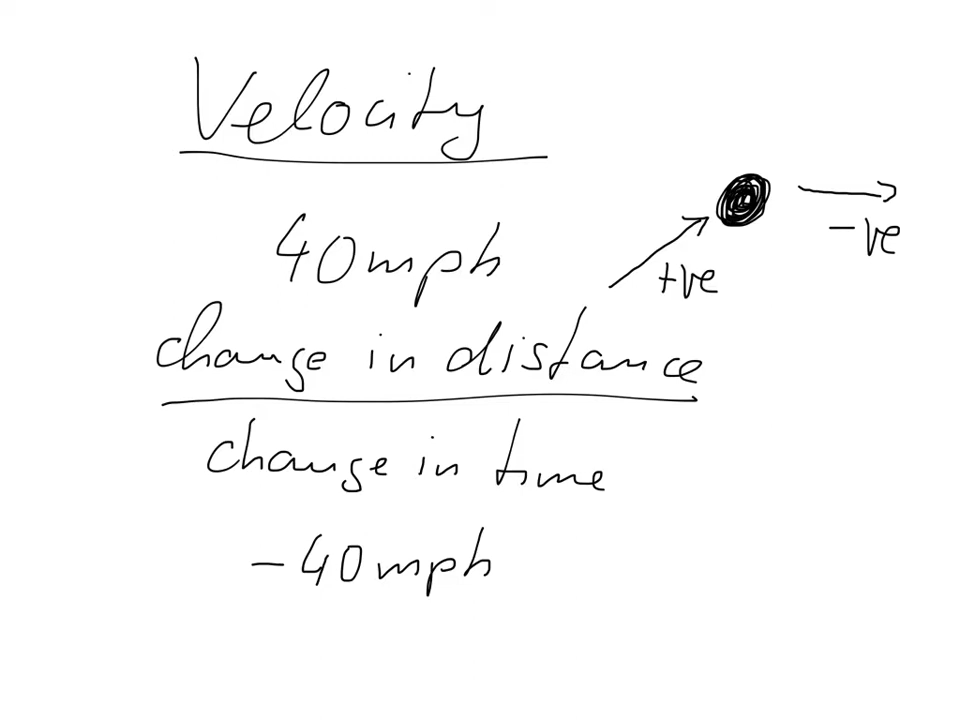 Velocity
40mph
+ve
-ve
change in distance
change in time
-40mph